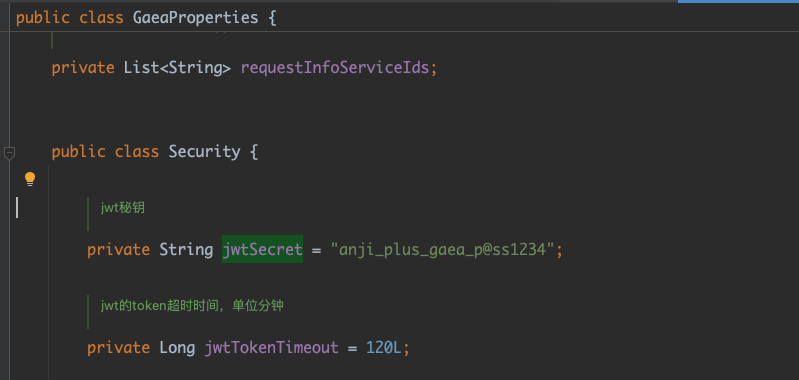 public class GaeaProperties {
private List<String> requestInfoServiceIds;
public class Security {
jwt秘钥
private String jwtSecret = "anji_plus_gaea_p@ss1234";
jwt的token超时时间，单位分钟
private Long jwtTokenTimeout = 120L;